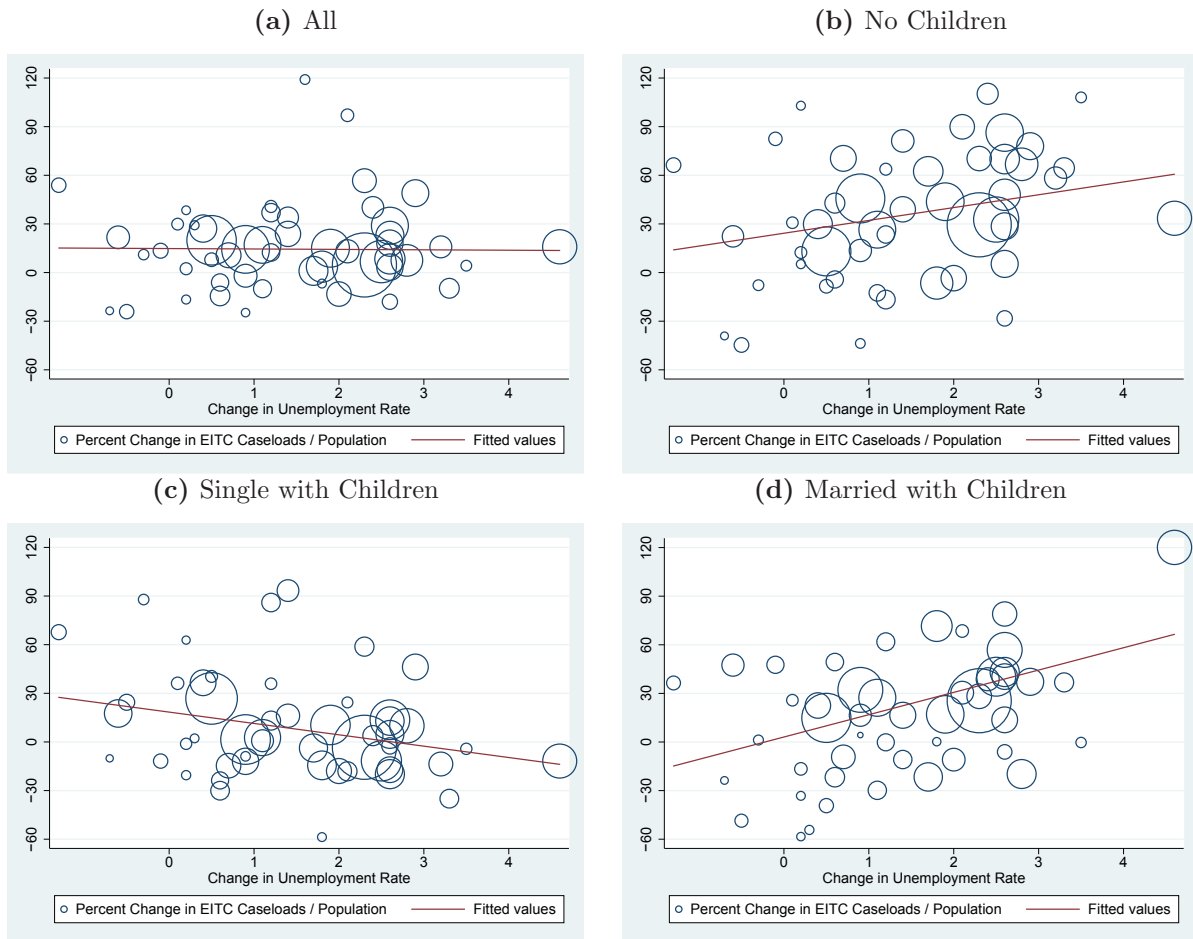 (a) All
120
90
60
30
0
−30
−60
0 1 2 3 4
Change in Unemployment Rate
Percent Change in EITC Caseloads / Population Fitted values
(b) No Children
120
90
60
30
0
−30
−60
0 1 2 3 4
Change in Unemployment Rate
Percent Change in EITC Caseloads / Population Fitted values
(c) Single with Children
120
90
60
30
0
−30
−60
0 1 2 3 4
Change in Unemployment Rate
Percent Change in EITC Caseloads / Population Fitted values
(d) Married with Children
120
90
60
30
0
−30
−60
0 1 2 3 4
Change in Unemployment Rate
Percent Change in EITC Caseloads / Population Fitted values